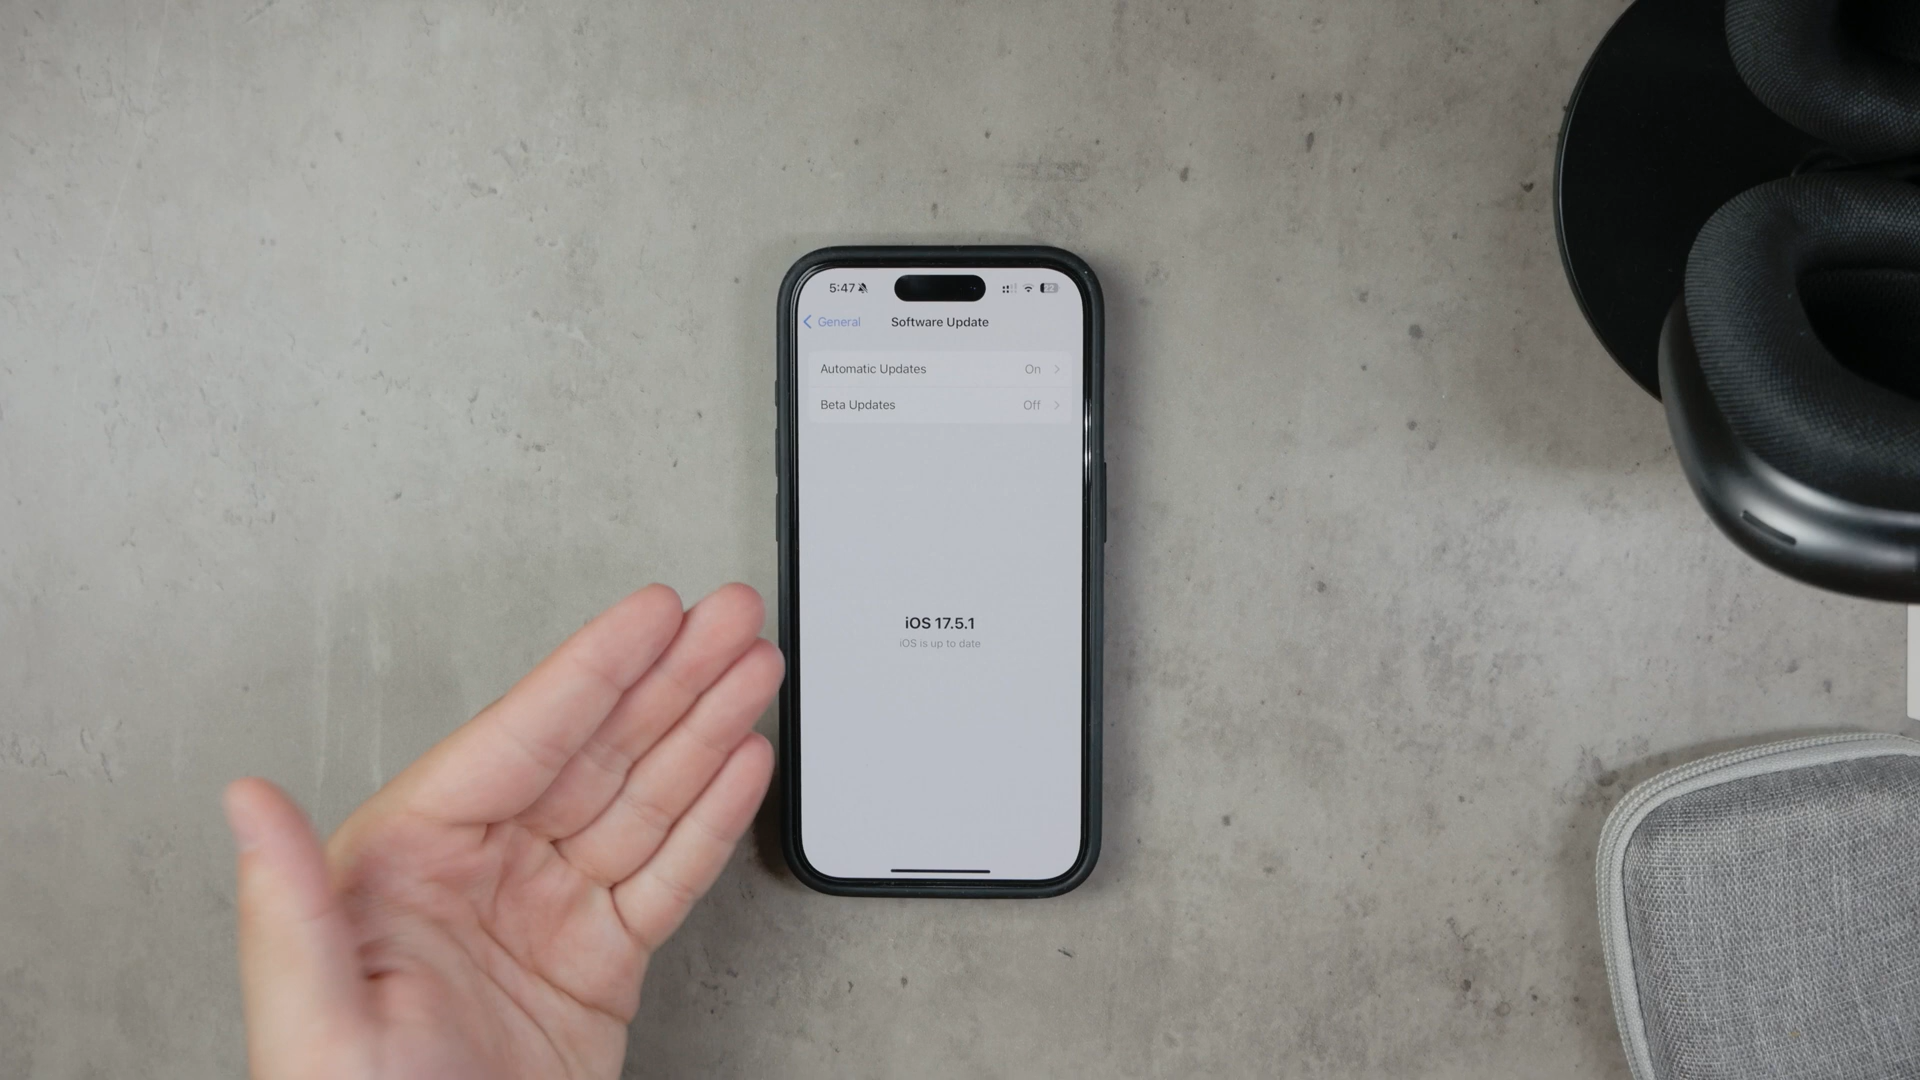 5:47
General Software Update
Automatic Updates On
Beta Updates Off
iOS 17.5.1
iOS is up to date